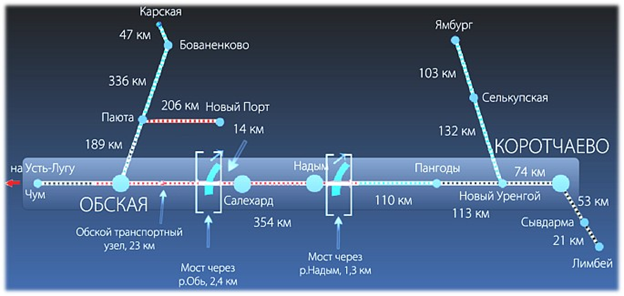 Карская
47 км
Бованенково
336 км
Паюта
206 км
Новый Порт
14 км
189 км
Ямбург
103 км
Селькупская
132 км
КОРОТЧАЕВО
на Усть-Лугу
Чум
ОБСКАЯ
Салехард
Надым
Пангоды
74 км
Новый Уренгой
354 км
110 км
113 км
53 км
Сывдарма
21 км
Лимбей
Обской транспортный
узел, 23 км
Мост через
р.Обь, 2,4 км
Мост через
р.Надым, 1,3 км